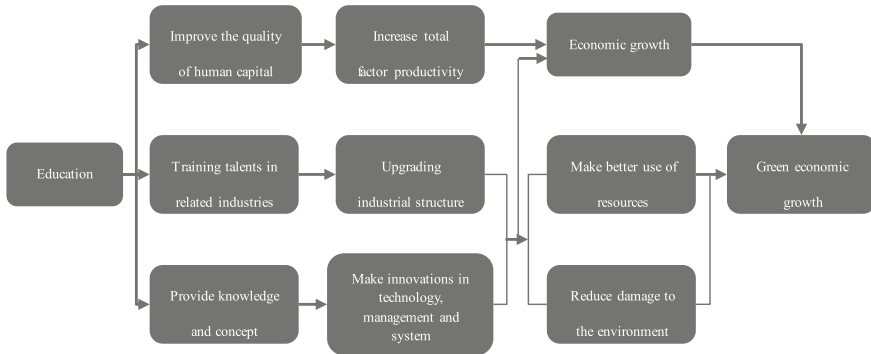 Improve the quality
of human capital
Increase total
factor productivity
Economic growth
Education
Training talents in
related industries
Upgrading
industrial structure
Make better use of
resources
Green economic
growth
Provide knowledge
and concept
Make innovations in
technology,
management and
system
Reduce damage to
the environment